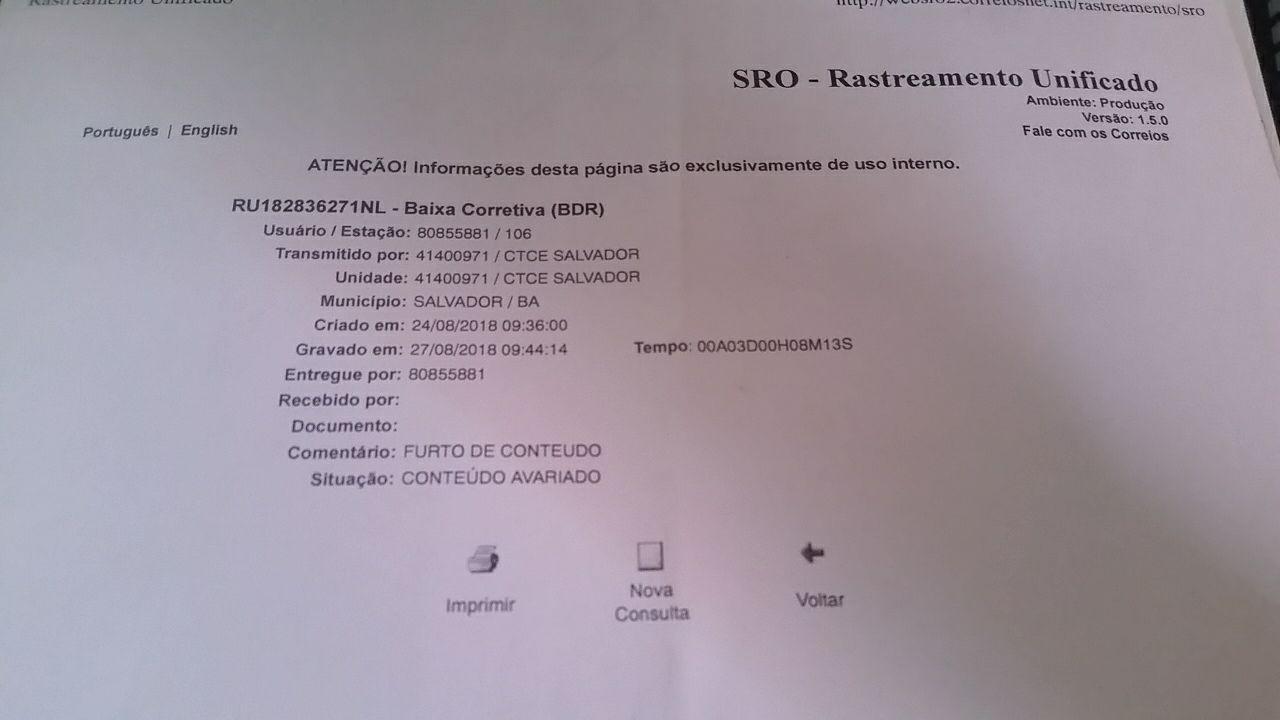 Rastreamento Unificado
http://websro2.correiosnet.int/rastreamento/sro
SRO - Rastreamento Unificado
Ambiente: Produção
Versão: 1.5.0
Fale com os Correios
Português | English
ATENÇÃO! Informações desta página são exclusivamente de uso interno.
RU182836271NL - Baixa Corretiva (BDR)
Usuário / Estação: 80855881 / 106
Transmitido por: 41400971 / CTCE SALVADOR
Unidade: 41400971 / CTCE SALVADOR
Município: SALVADOR / BA
Criado em: 24/08/2018 09:36:00
Gravado em: 27/08/2018 09:44:14 Tempo: 00A03D00H08M13S
Entregue por: 80855881
Recebido por:
Documento:
Comentário: FURTO DE CONTEUDO
Situação: CONTEÚDO AVARIADO
Imprimir
Nova
Consulta
Voltar